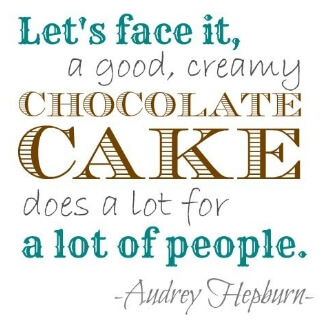 Let's face it,
a good, creamy
CHOCOLATE
CAKE
does a lot for
a lot of people.
-Audrey Hepburn-